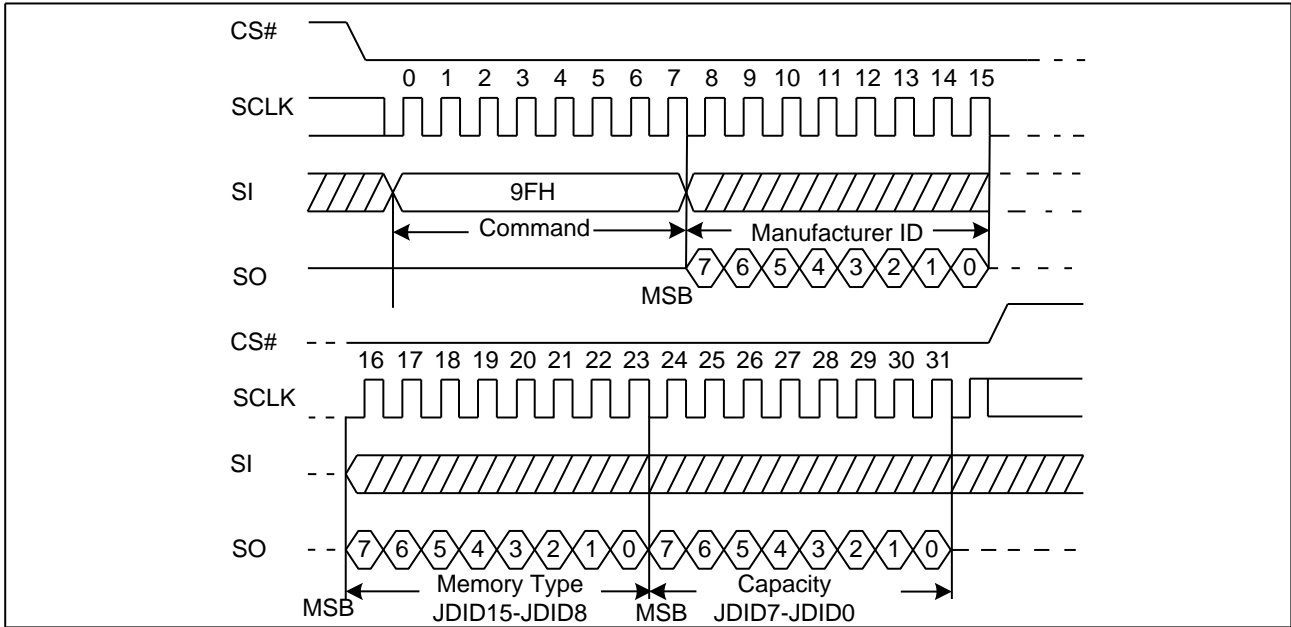 CS#
0 1 2 3 4 5 6 7 8 9 10 11 12 13 14 15
SCLK
SI 9FH
Command Manufacturer ID
SO 7 6 5 4 3 2 1 0
MSB
CS#
16 17 18 19 20 21 22 23 24 25 26 27 28 29 30 31
SCLK
SI
SO 7 6 5 4 3 2 1 0 7 6 5 4 3 2 1 0
Memory Type Capacity
MSB JDID15-JDID8 MSB JDID7-JDID0